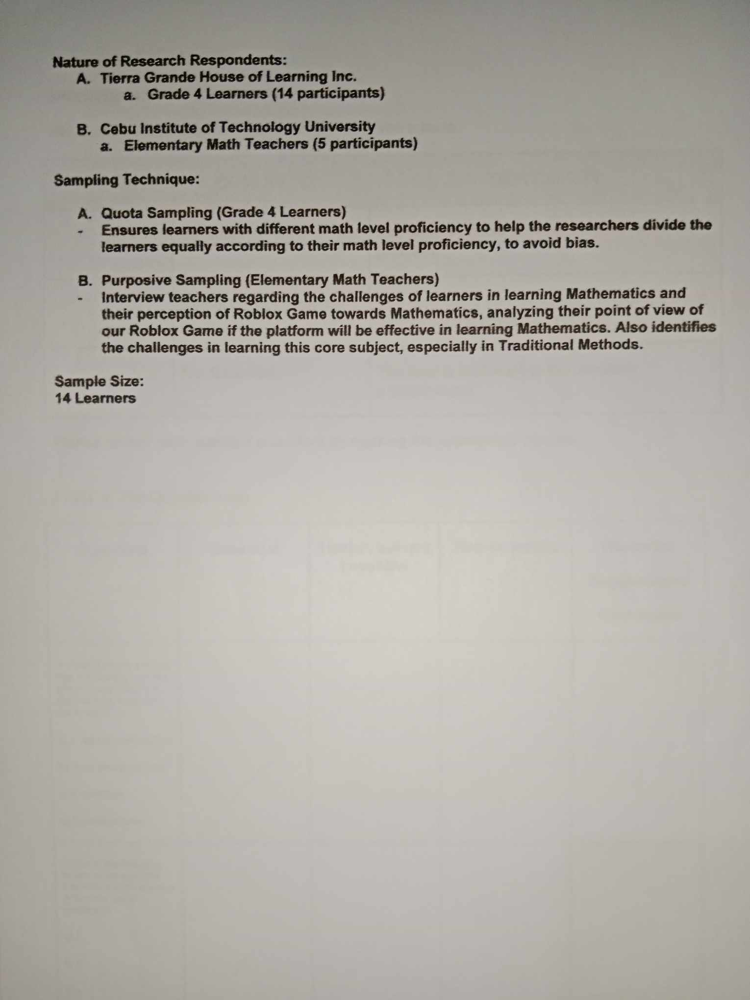 Nature of Research Respondents:
A. Tierra Grande House of Learning Inc.
a. Grade 4 Learners (14 participants)
B. Cebu Institute of Technology University
a. Elementary Math Teachers (5 participants)
Sampling Technique:
A. Quota Sampling (Grade 4 Learners)
- Ensures learners with different math level proficiency to help the researchers divide the
learners equally according to their math level proficiency, to avoid bias.
B. Purposive Sampling (Elementary Math Teachers)
- Interview teachers regarding the challenges of learners in learning Mathematics and
their perception of Roblox Game towards Mathematics, analyzing their point of view of
our Roblox Game if the platform will be effective in learning Mathematics. Also identifies
the challenges in learning this core subject, especially in Traditional Methods.
Sample Size:
14 Learners